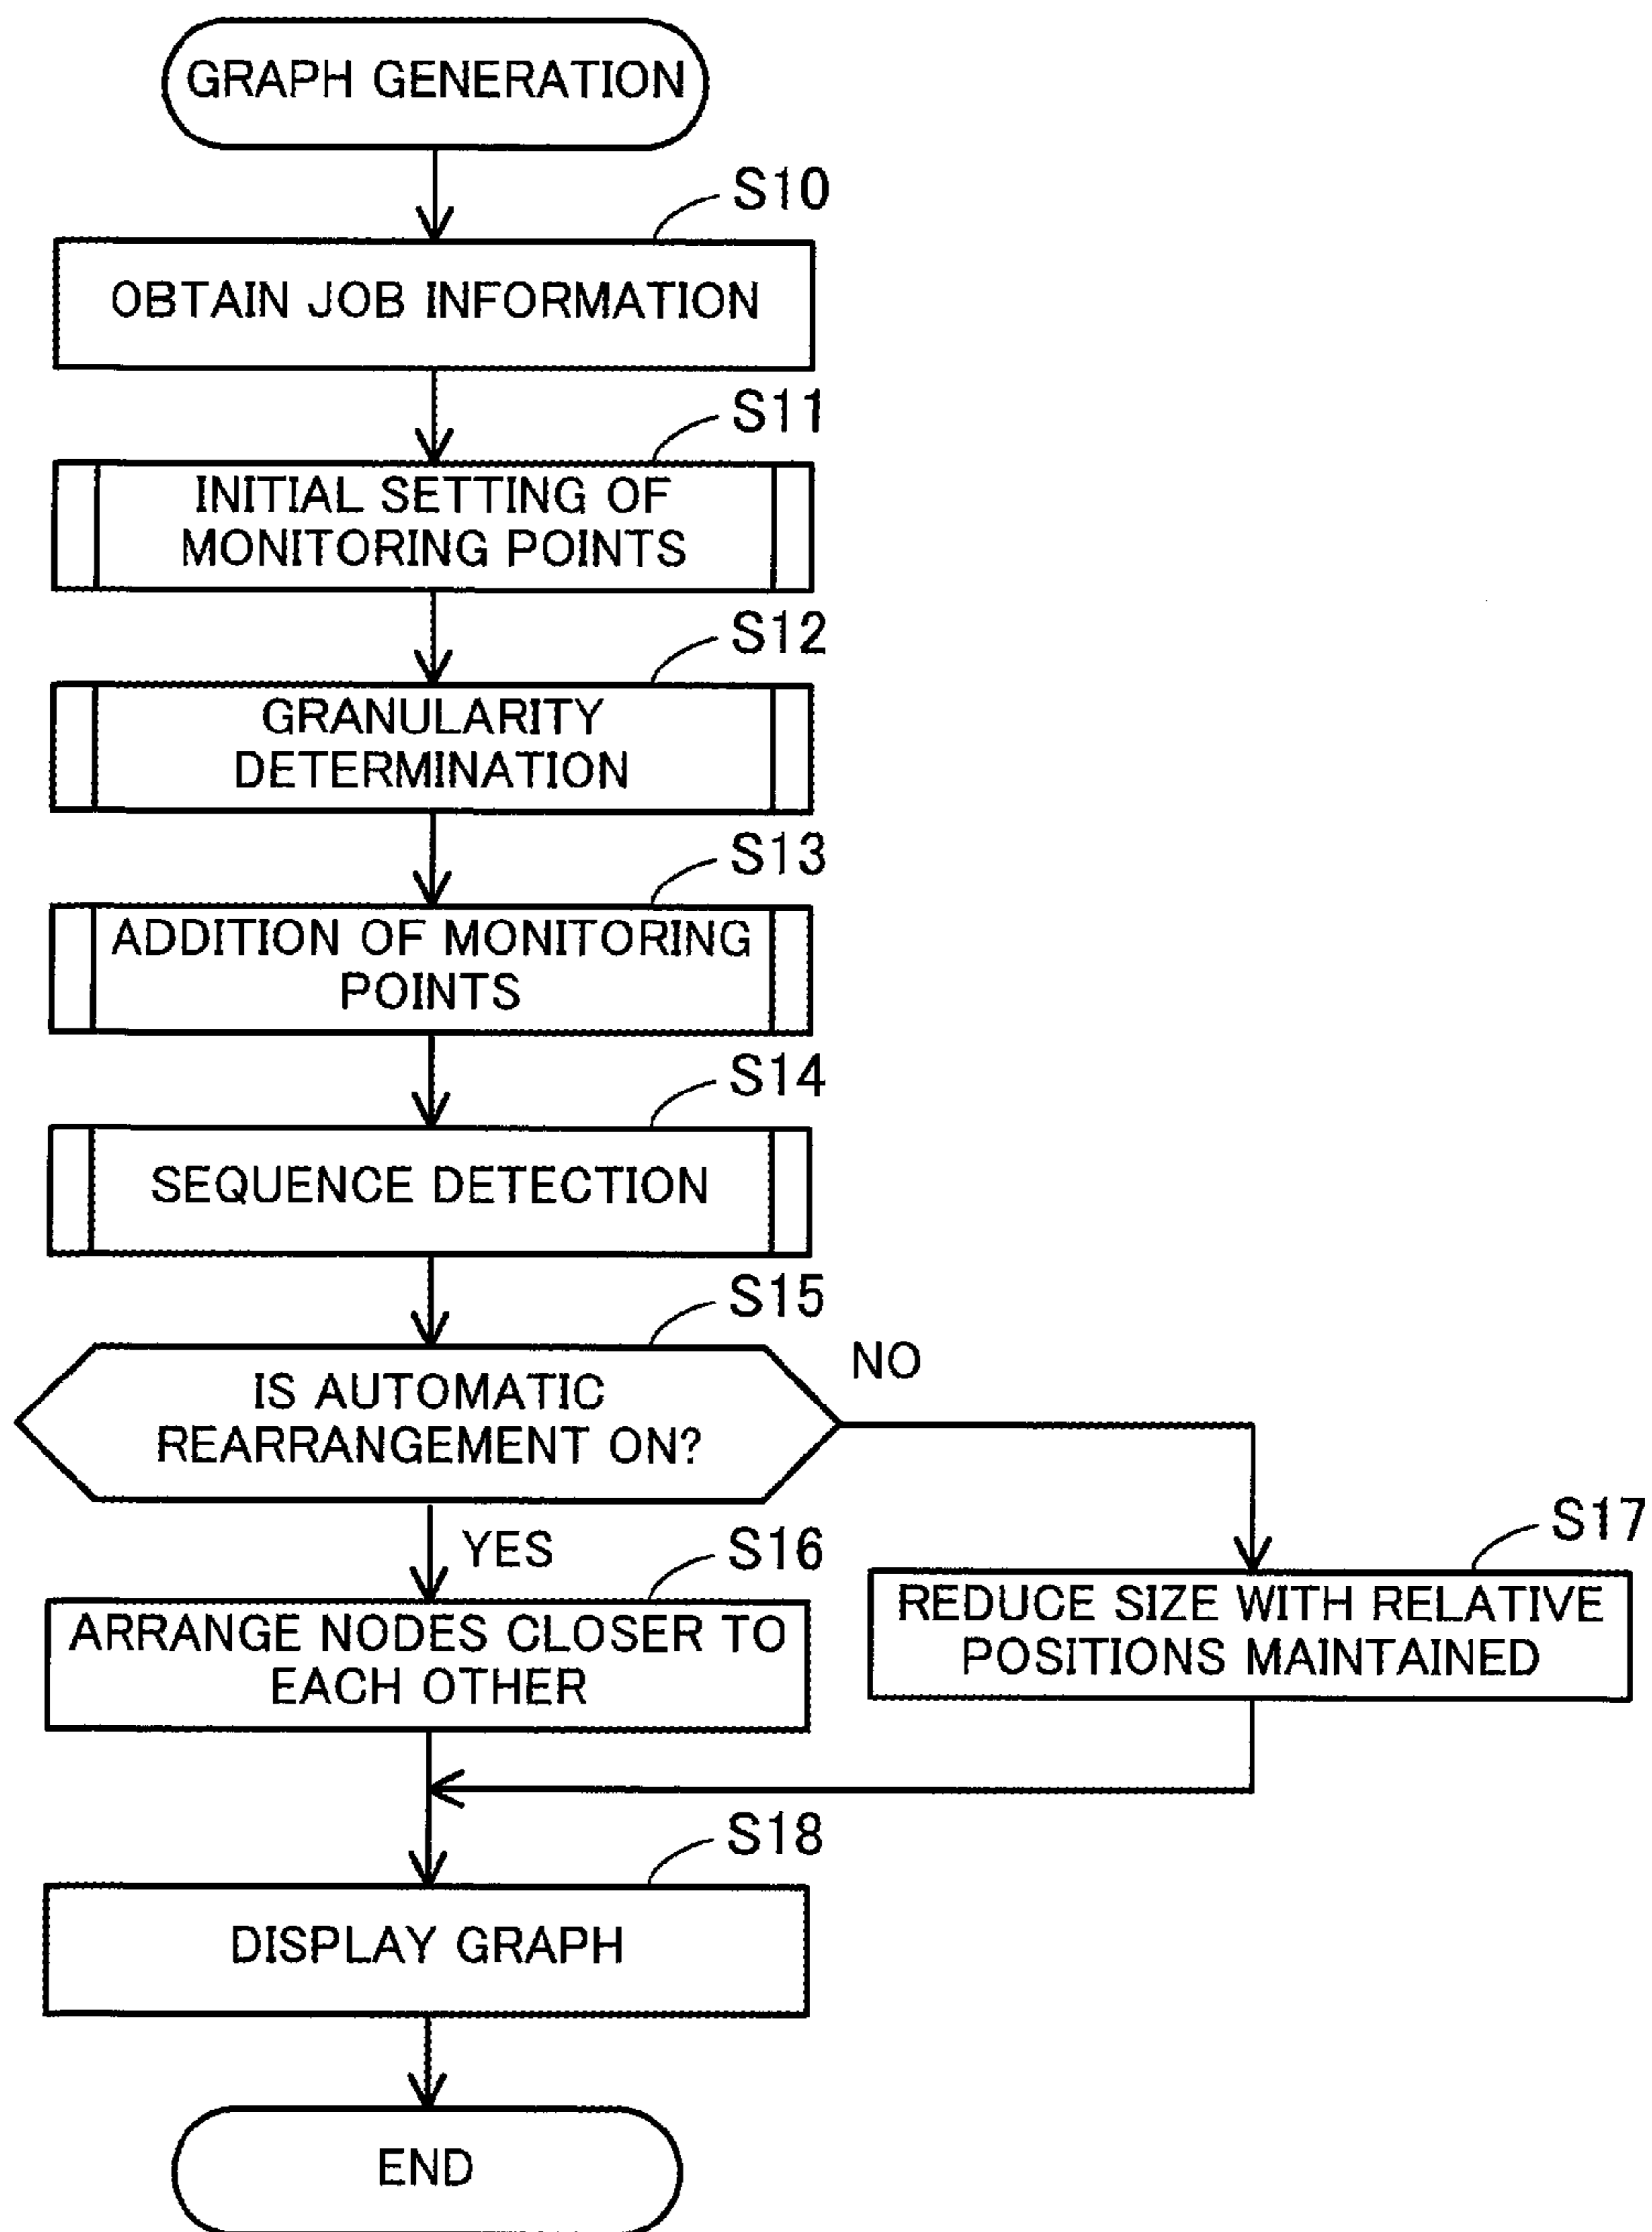 GRAPH GENERATION
S10
OBTAIN JOB INFORMATION
S11
INITIAL SETTING OF
MONITORING POINTS
S12
GRANULARITY
DETERMINATION
S13
ADDITION OF MONITORING
POINTS
S14
SEQUENCE DETECTION
S15
IS AUTOMATIC
REARRANGEMENT ON?
NO
YES
S16
ARRANGE NODES CLOSER TO
EACH OTHER
S17
REDUCE SIZE WITH RELATIVE
POSITIONS MAINTAINED
S18
DISPLAY GRAPH
END